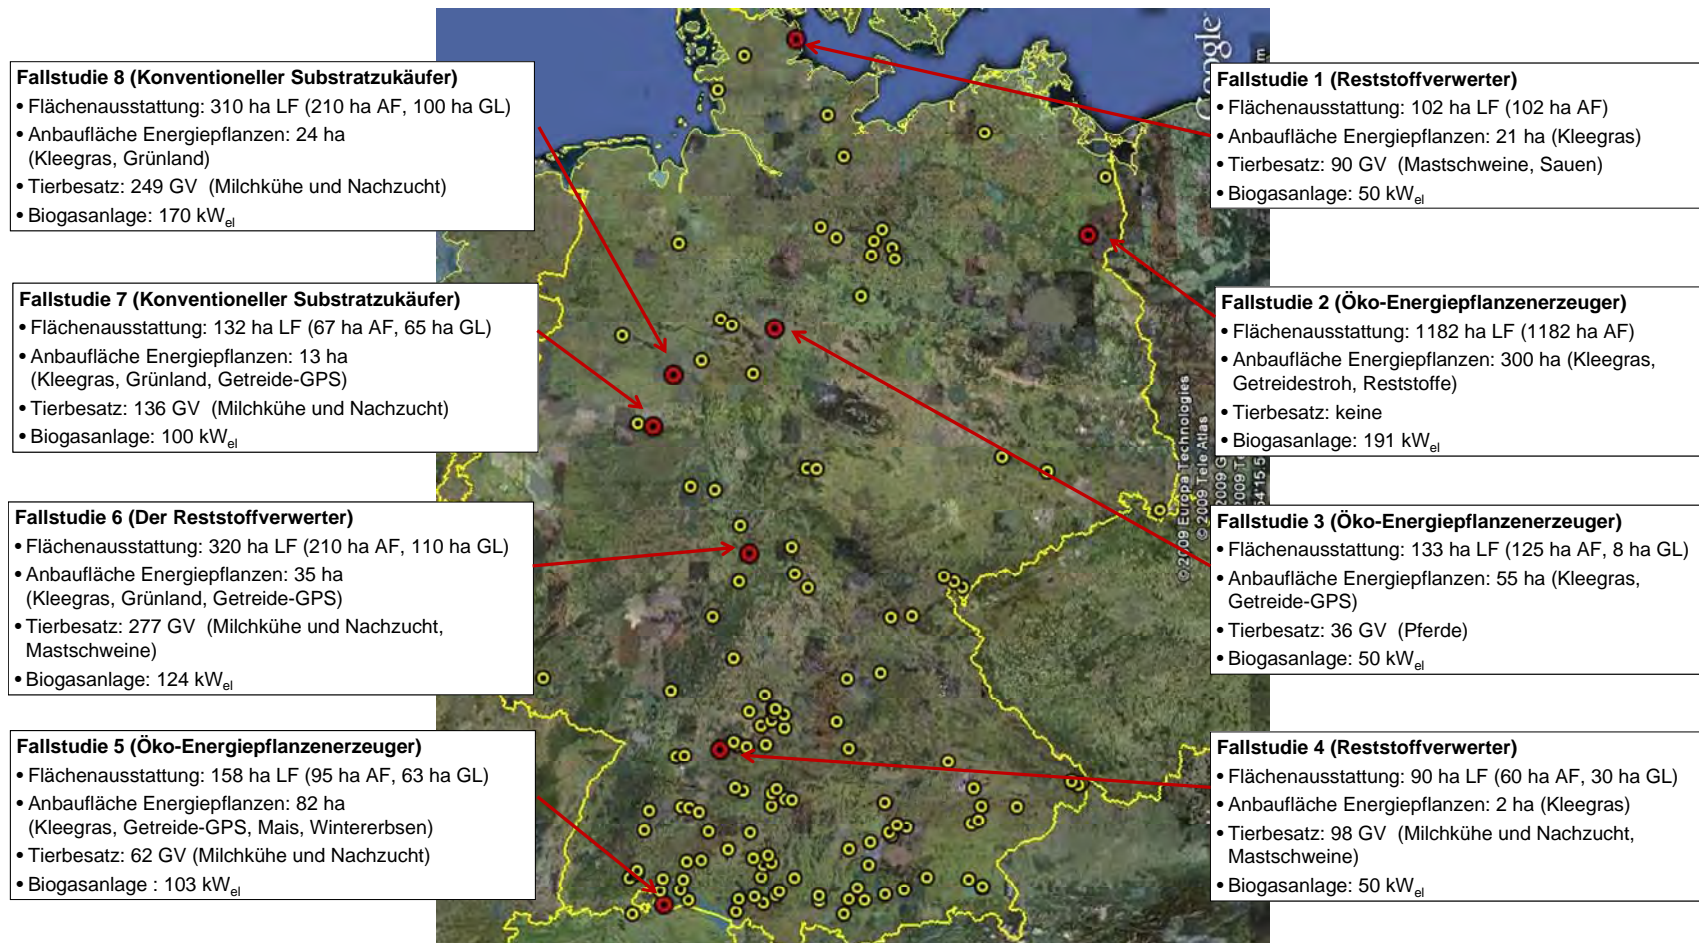 Fallstudie 8 (Konventioneller Substratzukäufer)
• Flächenausstattung: 310 ha LF (210 ha AF, 100 ha GL)
• Anbaufläche Energiepflanzen: 24 ha
(Kleegras, Grünland)
• Tierbesatz: 249 GV (Milchkühe und Nachzucht)
• Biogasanlage: 170 kWel
Fallstudie 7 (Konventioneller Substratzukäufer)
• Flächenausstattung: 132 ha LF (67 ha AF, 65 ha GL)
• Anbaufläche Energiepflanzen: 13 ha
(Kleegras, Grünland, Getreide-GPS)
• Tierbesatz: 136 GV (Milchkühe und Nachzucht)
• Biogasanlage: 100 kWel
Fallstudie 6 (Der Reststoffverwerter)
• Flächenausstattung: 320 ha LF (210 ha AF, 110 ha GL)
• Anbaufläche Energiepflanzen: 35 ha
(Kleegras, Grünland, Getreide-GPS)
• Tierbesatz: 277 GV (Milchkühe und Nachzucht,
Mastschweine)
• Biogasanlage: 124 kWel
Fallstudie 5 (Öko-Energiepflanzenerzeuger)
• Flächenausstattung: 158 ha LF (95 ha AF, 63 ha GL)
• Anbaufläche Energiepflanzen: 82 ha
(Kleegras, Getreide-GPS, Mais, Wintererbsen)
• Tierbesatz: 62 GV (Milchkühe und Nachzucht)
• Biogasanlage : 103 kWel
Google
© 2009 Europa Technologies
© 2009 Tele Atlas
Fallstudie 1 (Reststoffverwerter)
• Flächenausstattung: 102 ha LF (102 ha AF)
• Anbaufläche Energiepflanzen: 21 ha (Kleegras)
• Tierbesatz: 90 GV (Mastschweine, Sauen)
• Biogasanlage: 50 kWel
Fallstudie 2 (Öko-Energiepflanzenerzeuger)
• Flächenausstattung: 1182 ha LF (1182 ha AF)
• Anbaufläche Energiepflanzen: 300 ha (Kleegras,
Getreidestroh, Reststoffe)
• Tierbesatz: keine
• Biogasanlage: 191 kWel
Fallstudie 3 (Öko-Energiepflanzenerzeuger)
• Flächenausstattung: 133 ha LF (125 ha AF, 8 ha GL)
• Anbaufläche Energiepflanzen: 55 ha (Kleegras,
Getreide-GPS)
• Tierbesatz: 36 GV (Pferde)
• Biogasanlage: 50 kWel
Fallstudie 4 (Reststoffverwerter)
• Flächenausstattung: 90 ha LF (60 ha AF, 30 ha GL)
• Anbaufläche Energiepflanzen: 2 ha (Kleegras)
• Tierbesatz: 98 GV (Milchkühe und Nachzucht,
Mastschweine)
• Biogasanlage: 50 kWel